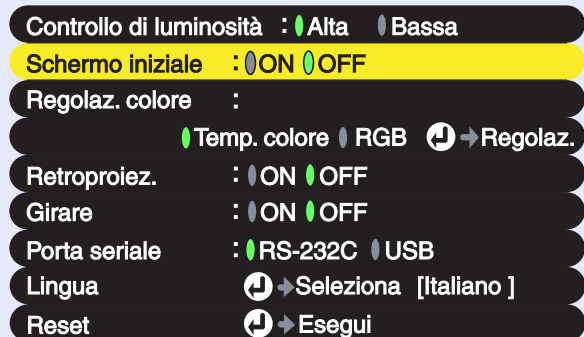 Controllo di luminosità : Alta Bassa
Schermo iniziale : ON OFF
Regolaz. colore :
Temp. colore RGB Regolaz.
Retroproiez. : ON OFF
Girare : ON OFF
Porta seriale : RS-232C USB
Lingua Seleziona [Italiano ]
Reset Esegui